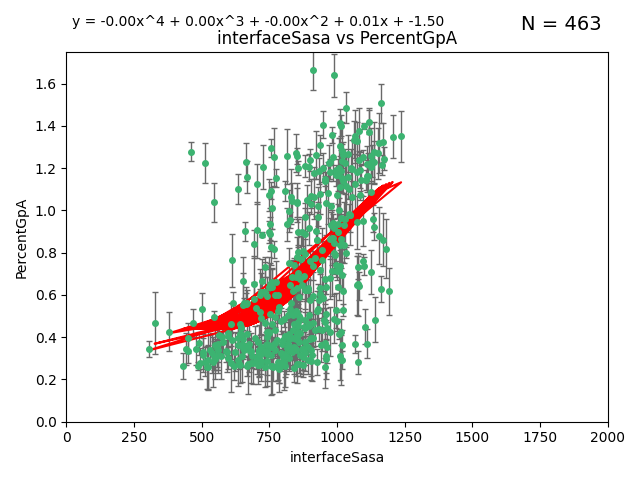 y = -0.00x^4 + 0.00x^3 + -0.00x^2 + 0.01x + -1.50
N = 463
interfaceSasa vs PercentGpA
1.6
1.4
1.2
1.0
0.8
0.6
0.4
0.2
0.0
PercentGpA
0 250 500 750 1000 1250 1500 1750 2000
interfaceSasa